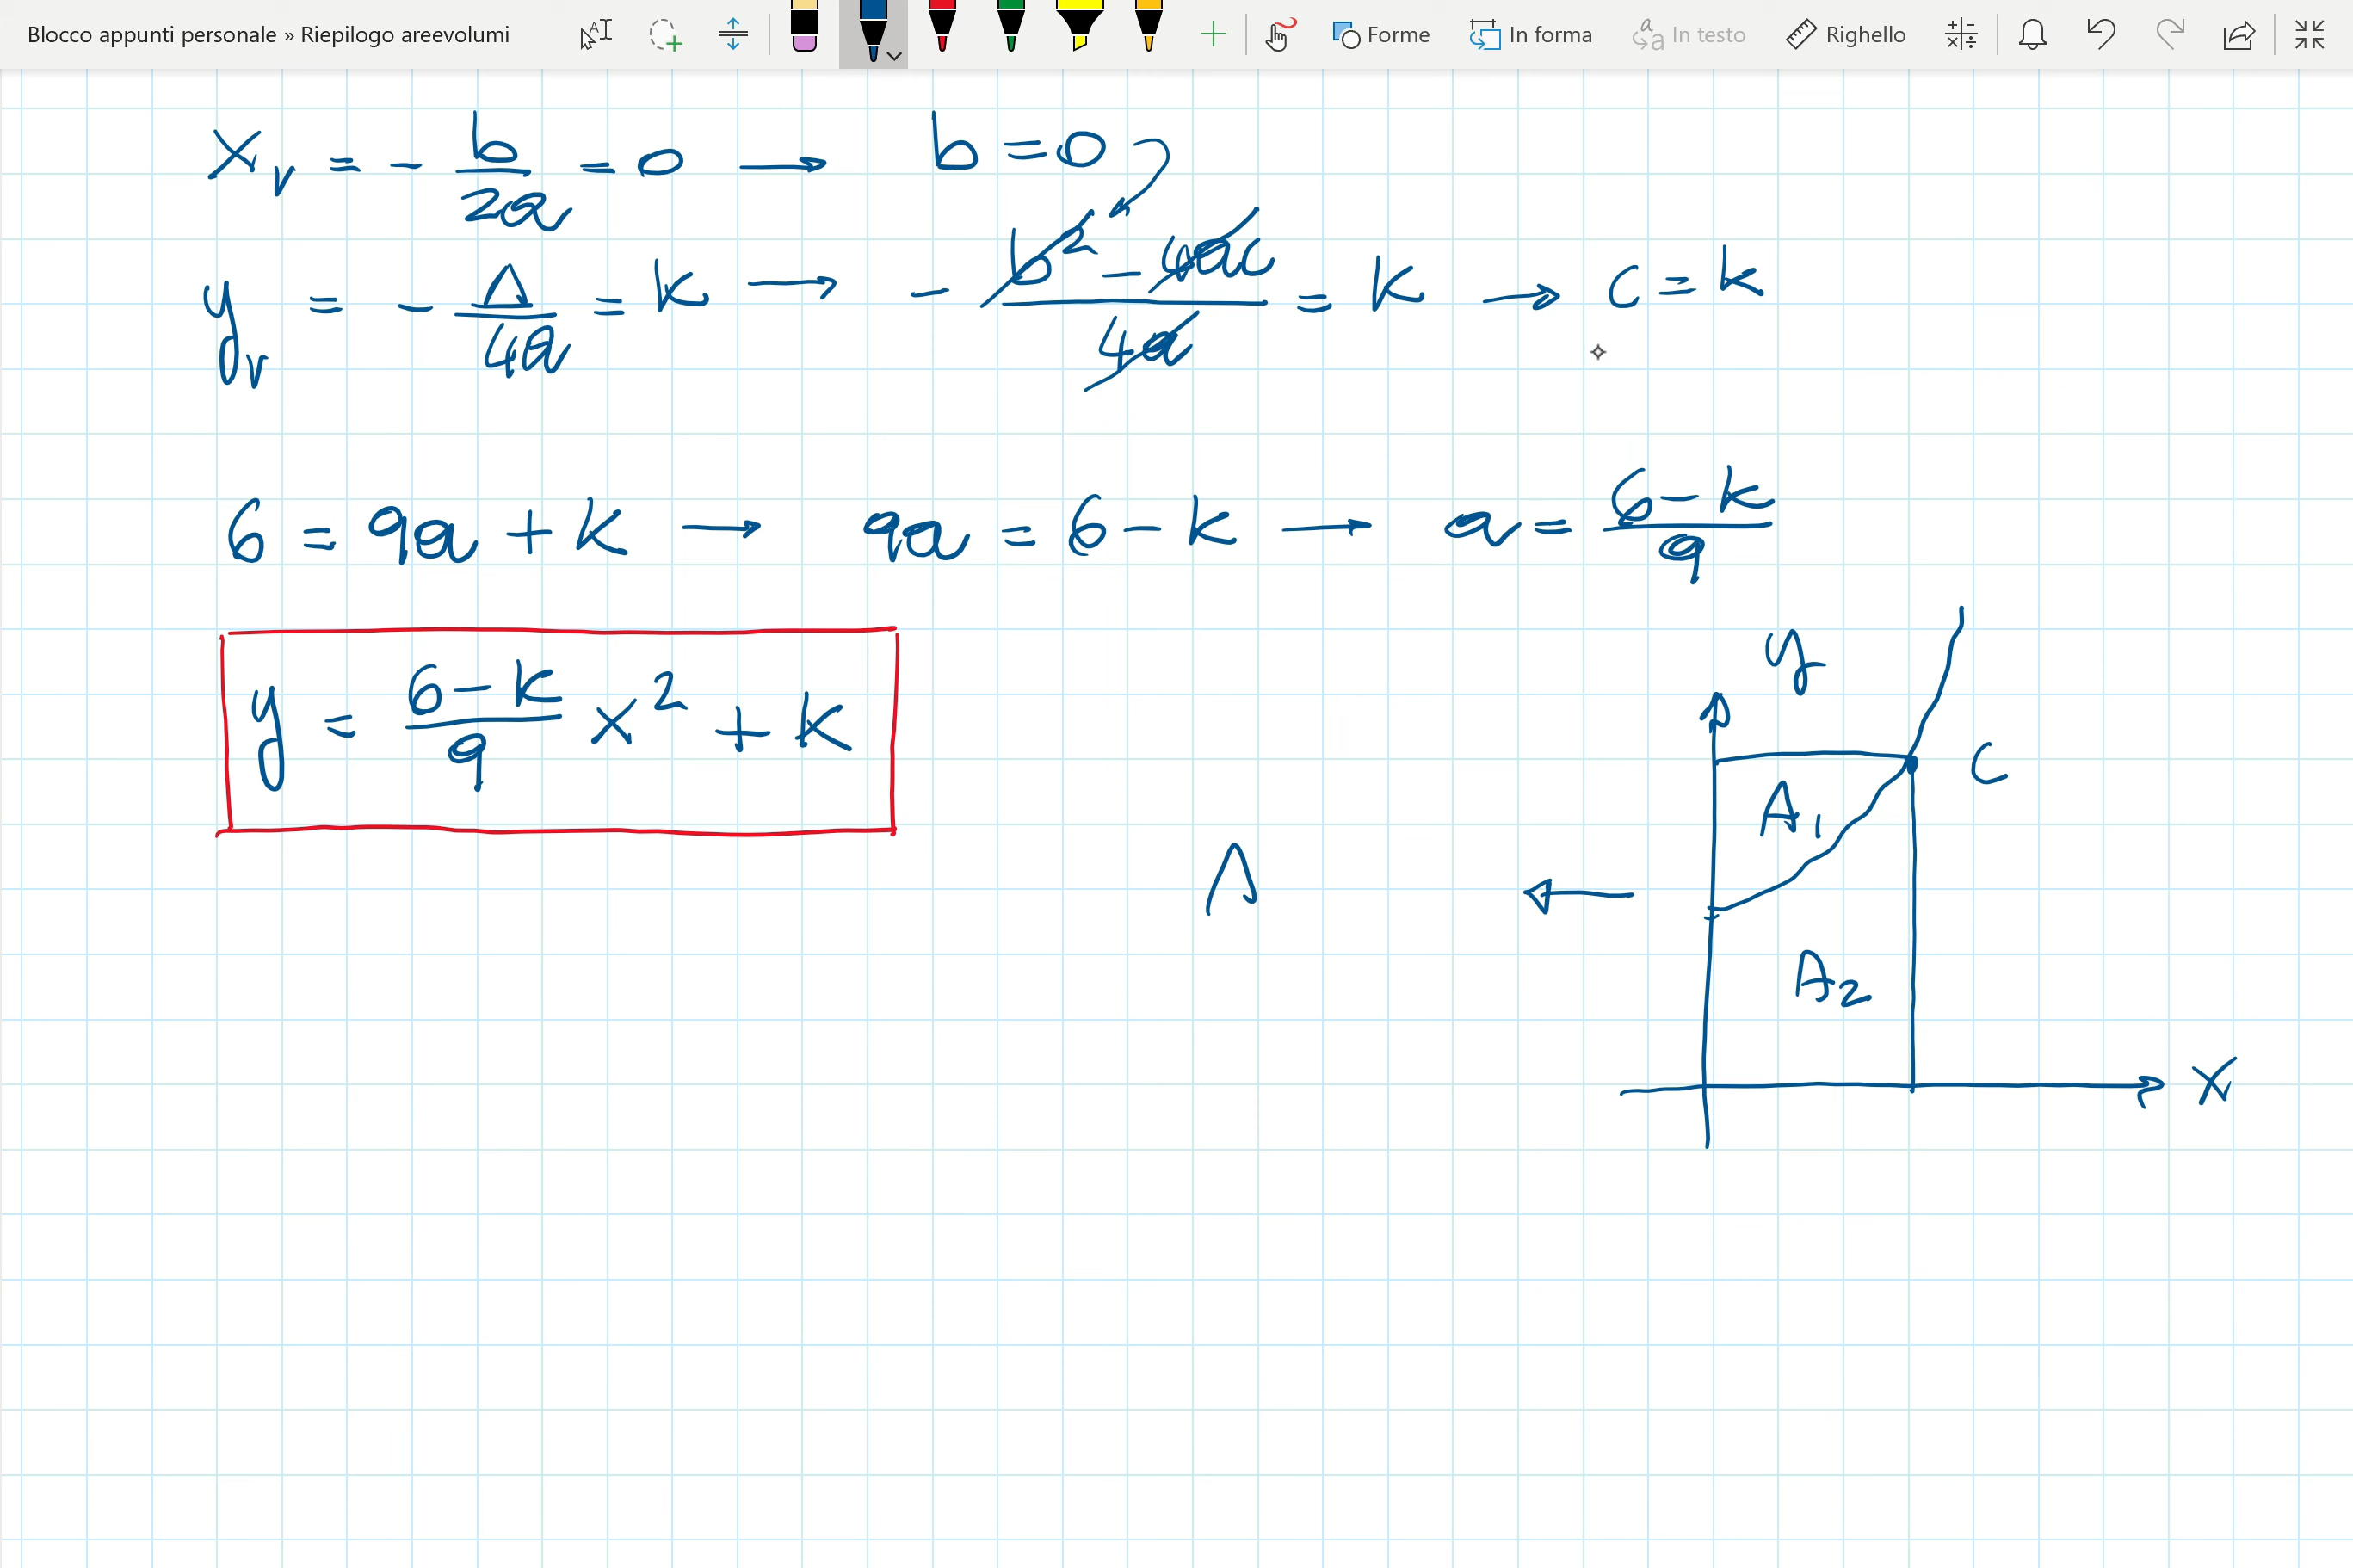 Blocco appunti personale » Riepilogo areevolumi Forme In forma In testo Righello
x_v = - b/2a = 0 → b = 0
y_v = - Δ/4a = k → - (b² - 4ac)/4a = k → c = k
6 = 9a + k → 9a = 6 - k → a = (6 - k)/9
y = (6 - k)/9 x² + k
y
C
A₁
A₂
x